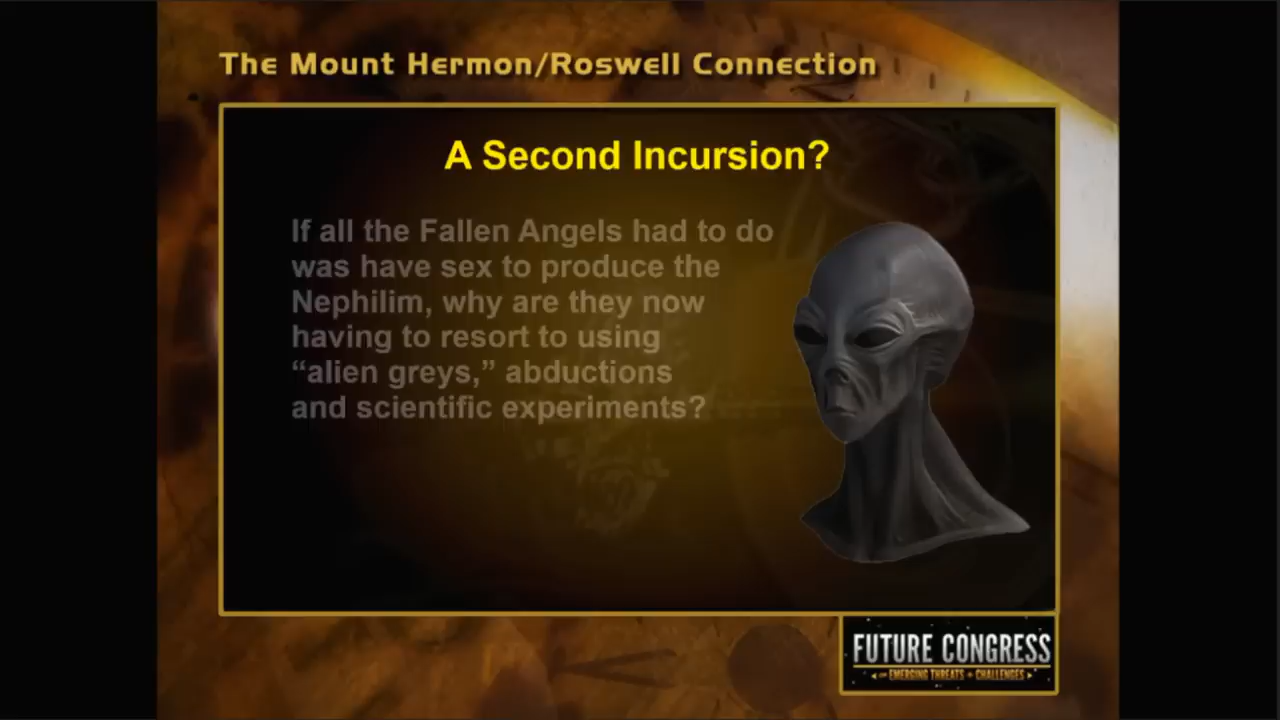 The Mount Hermon/Roswell Connection
A Second Incursion?
If all the Fallen Angels had to do
was have sex to produce the
Nephilim, why are they now
having to resort to using
“alien greys,” abductions
and scientific experiments?
FUTURE CONGRESS
EMERGING THREATS + CHALLENGES